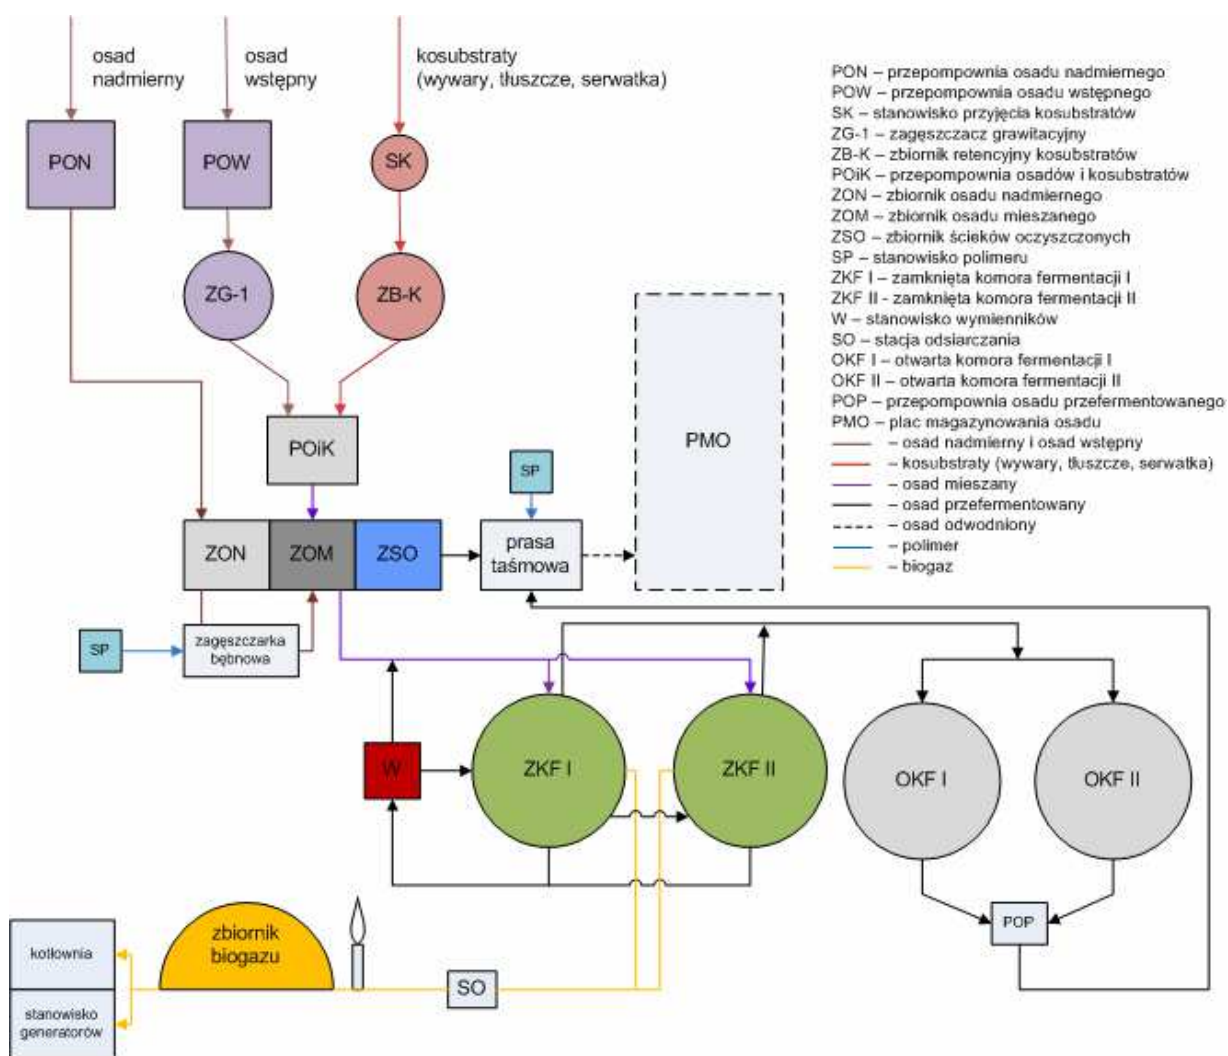 osad
nadmierny
osad
wstępny
kosubstraty
(wywary, tłuszcze, serwatka)
PON
POW
SK
ZG-1
ZB-K
POiK
ZON
ZOM
ZSO
SP
prasa
taśmowa
PMO
SP
zagęszczarka
bębnowa
W
ZKF I
ZKF II
OKF I
OKF II
POP
kotłownia
stanowisko
generatorów
zbiornik
biogazu
SO
PON – przepompownia osadu nadmiernego
POW – przepompownia osadu wstępnego
SK – stanowisko przyjęcia kosubstratów
ZG-1 – zagęszczacz grawitacyjny
ZB-K – zbiornik retencyjny kosubstratów
POiK – przepompownia osadów i kosubstratów
ZON – zbiornik osadu nadmiernego
ZOM – zbiornik osadu mieszanego
ZSO – zbiornik ścieków oczyszczonych
SP – stanowisko polimeru
ZKF I – zamknięta komora fermentacji I
ZKF II - zamknięta komora fermentacji II
W – stanowisko wymienników
SO – stacja odsiarczania
OKF I – otwarta komora fermentacji I
OKF II – otwarta komora fermentacji II
POP – przepompownia osadu przefermentowanego
PMO – plac magazynowania osadu
– osad nadmierny i osad wstępny
– kosubstraty (wywary, tłuszcze, serwatka)
– osad mieszany
– osad przefermentowany
– osad odwodniony
– polimer
– biogaz